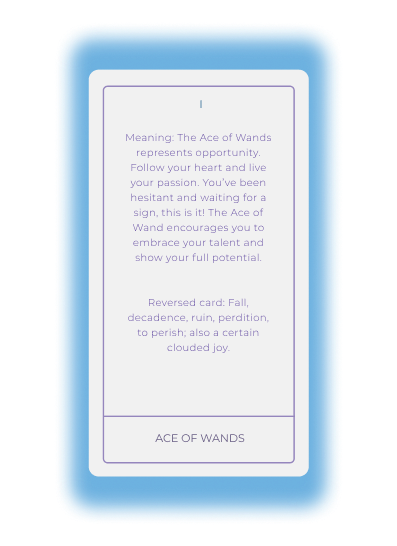 I
Meaning: The Ace of Wands
represents opportunity.
Follow your heart and live
your passion. You've been
hesitant and waiting for a
sign, this is it! The Ace of
Wand encourages you to
embrace your talent and
show your full potential.
Reversed card: Fall,
decadence, ruin, perdition,
to perish; also a certain
clouded joy.
ACE OF WANDS